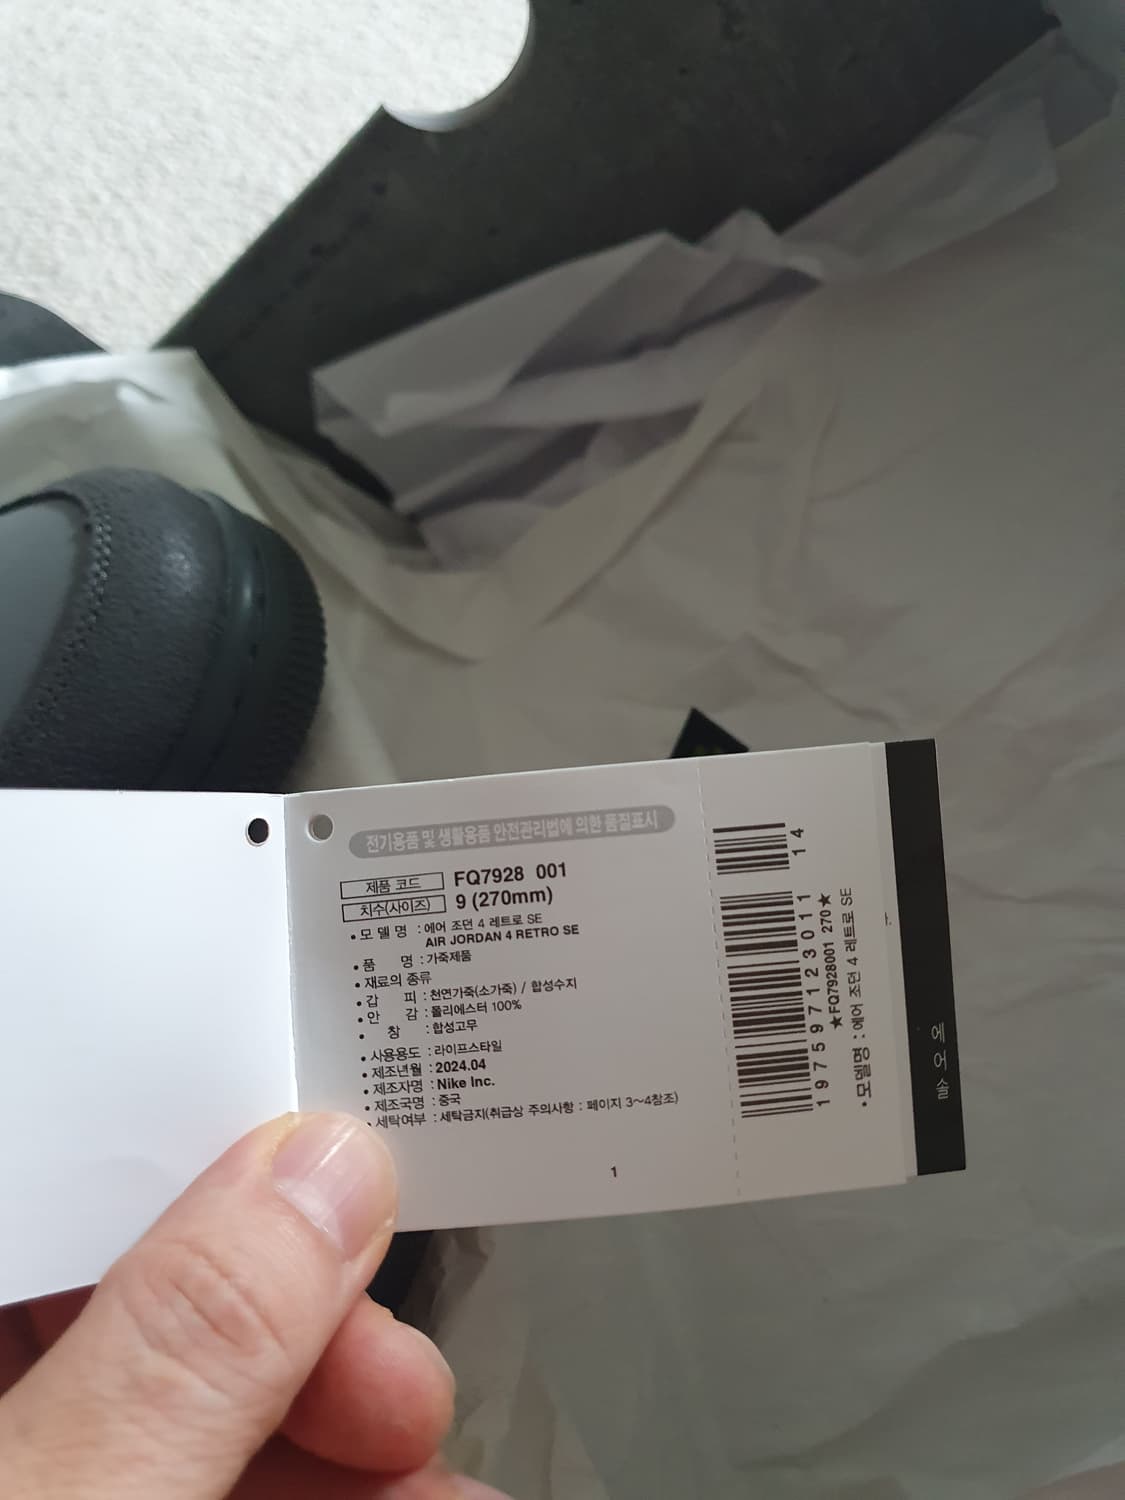 전기용품 및 생활용품 안전관리법에 의한 품질표시
제품 코드 FQ7928 001
치수(사이즈) 9 (270mm)
• 모 델 명 : 에어 조던 4 레트로 SE
AIR JORDAN 4 RETRO SE
• 품 명 : 가죽제품
• 재료의 종류
• 갑 피 : 천연가죽(소가죽) / 합성수지
• 안 감 : 폴리에스터 100%
• 창 : 합성고무
• 사용용도 : 라이프스타일
• 제조년월 : 2024.04
• 제조자명 : Nike Inc.
• 제조국명 : 중국
• 세탁여부 : 세탁금지(취급상 주의사항 : 페이지 3~4참조)
1
14
197597123011
★FQ7928001 270★
• 모델명 : 에어 조던 4 레트로 SE
에어솔